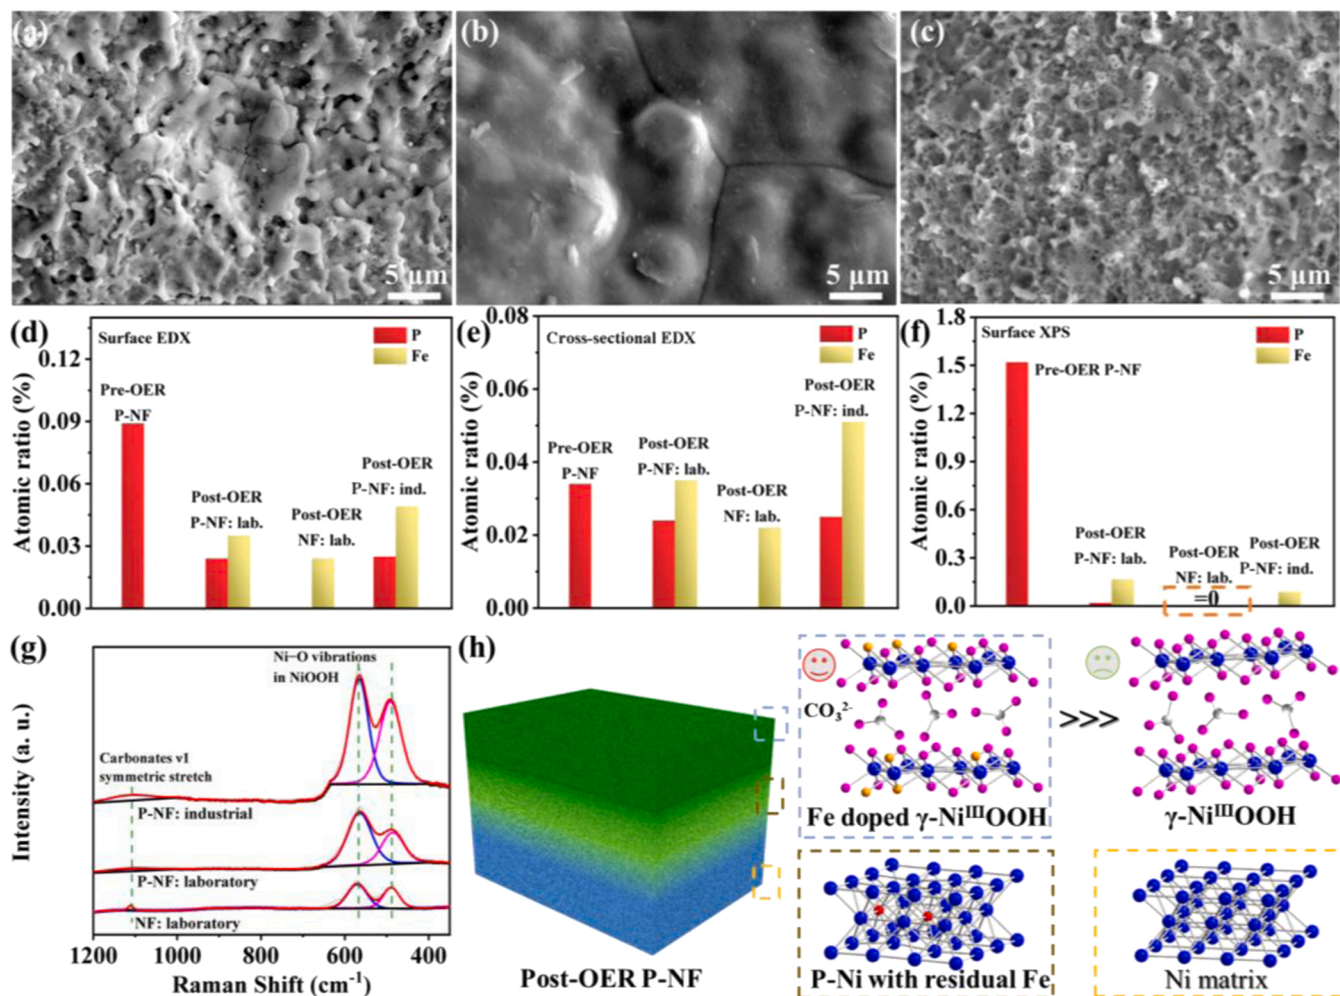 (a)
5 μm
(b)
5 μm
(c)
5 μm
(d)
Surface EDX
P
Fe
Atomic ratio (%)
0.12
0.09
0.06
0.03
0.00
Pre-OER
P-NF
Post-OER
P-NF: lab.
Post-OER
NF: lab.
Post-OER
P-NF: ind.
(e)
Cross-sectional EDX
P
Fe
Atomic ratio (%)
0.08
0.06
0.04
0.02
0.00
Pre-OER
P-NF
Post-OER
P-NF: lab.
Post-OER
NF: lab.
Post-OER
P-NF: ind.
(f)
Surface XPS
P
Fe
Atomic ratio (%)
1.8
1.5
1.2
0.9
0.6
0.3
0.0
Pre-OER P-NF
Post-OER
P-NF: lab.
Post-OER
NF: lab.
=0
Post-OER
P-NF: ind.
(g)
Ni−O vibrations
in NiOOH
Carbonates v1
symmetric stretch
P-NF: industrial
P-NF: laboratory
NF: laboratory
Intensity (a. u.)
1200 1000 800 600 400
Raman Shift (cm⁻¹)
(h)
Post-OER P-NF
CO₃²⁻
>>>
Fe doped γ-Niᴵᴵᴵ OOH
γ-Niᴵᴵᴵ OOH
P-Ni with residual Fe
Ni matrix